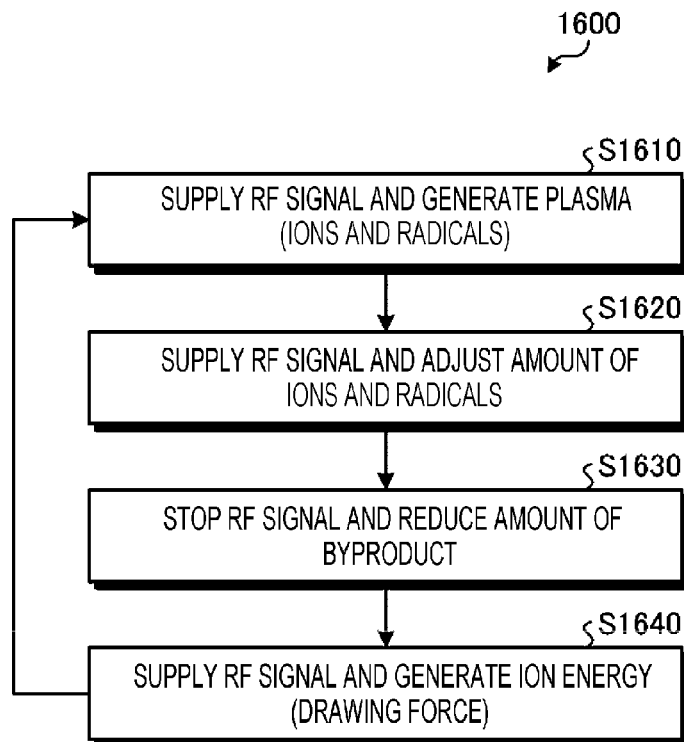 1600
S1610
SUPPLY RF SIGNAL AND GENERATE PLASMA
(IONS AND RADICALS)
S1620
SUPPLY RF SIGNAL AND ADJUST AMOUNT OF
IONS AND RADICALS
S1630
STOP RF SIGNAL AND REDUCE AMOUNT OF
BYPRODUCT
S1640
SUPPLY RF SIGNAL AND GENERATE ION ENERGY
(DRAWING FORCE)